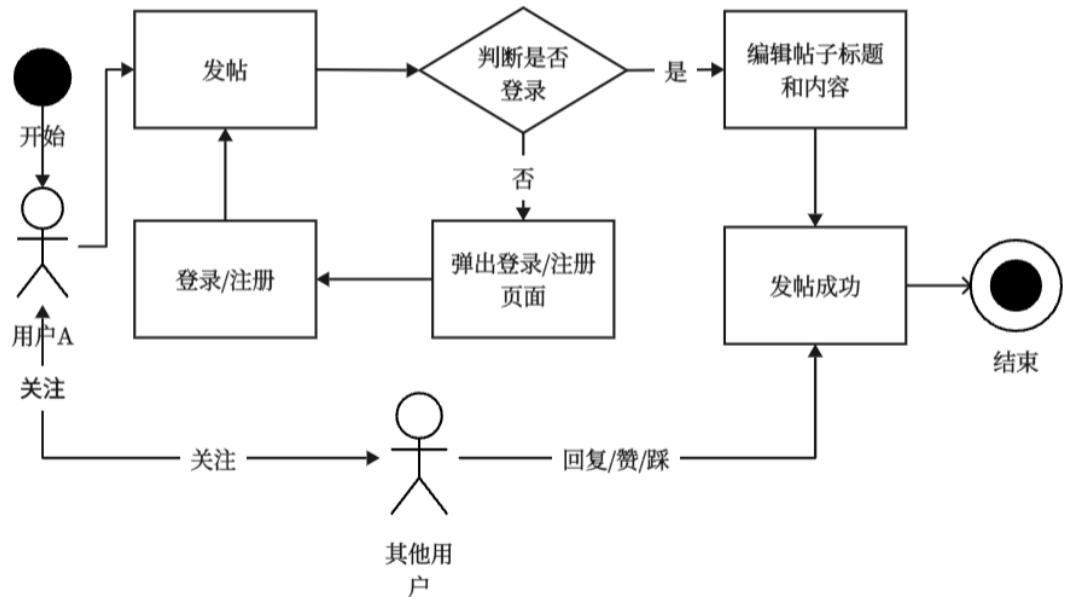 发帖
判断是否
登录
是
编辑帖子标题
和内容
开始
否
登录/注册
弹出登录/注册
页面
发帖成功
用户A
结束
关注
关注
回复/赞/踩
其他用
户